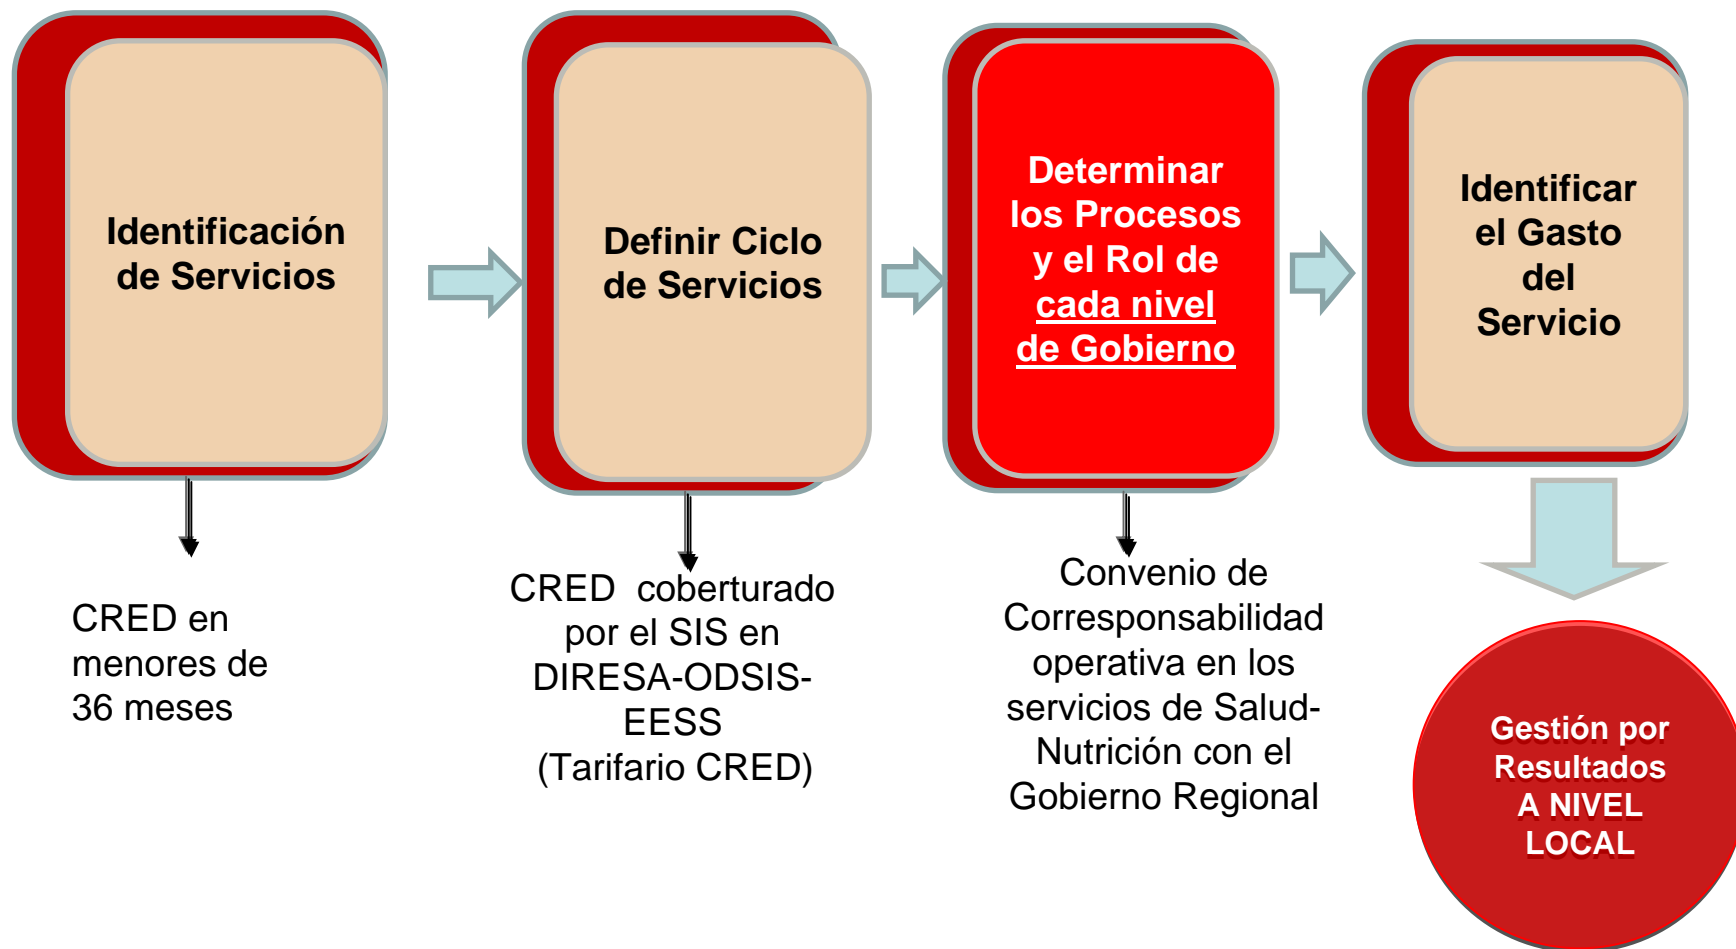 Identificación
de Servicios
Definir Ciclo
de Servicios
Determinar
los Procesos
y el Rol de
cada nivel
de Gobierno
Identificar
el Gasto
del
Servicio
CRED en
menores de
36 meses
CRED  coberturado
por el SIS en
DIRESA-ODSIS-
EESS
(Tarifario CRED)
Convenio de
Corresponsabilidad
operativa en los
servicios de Salud-
Nutrición con el
Gobierno Regional
Gestión por
Resultados
A NIVEL
LOCAL